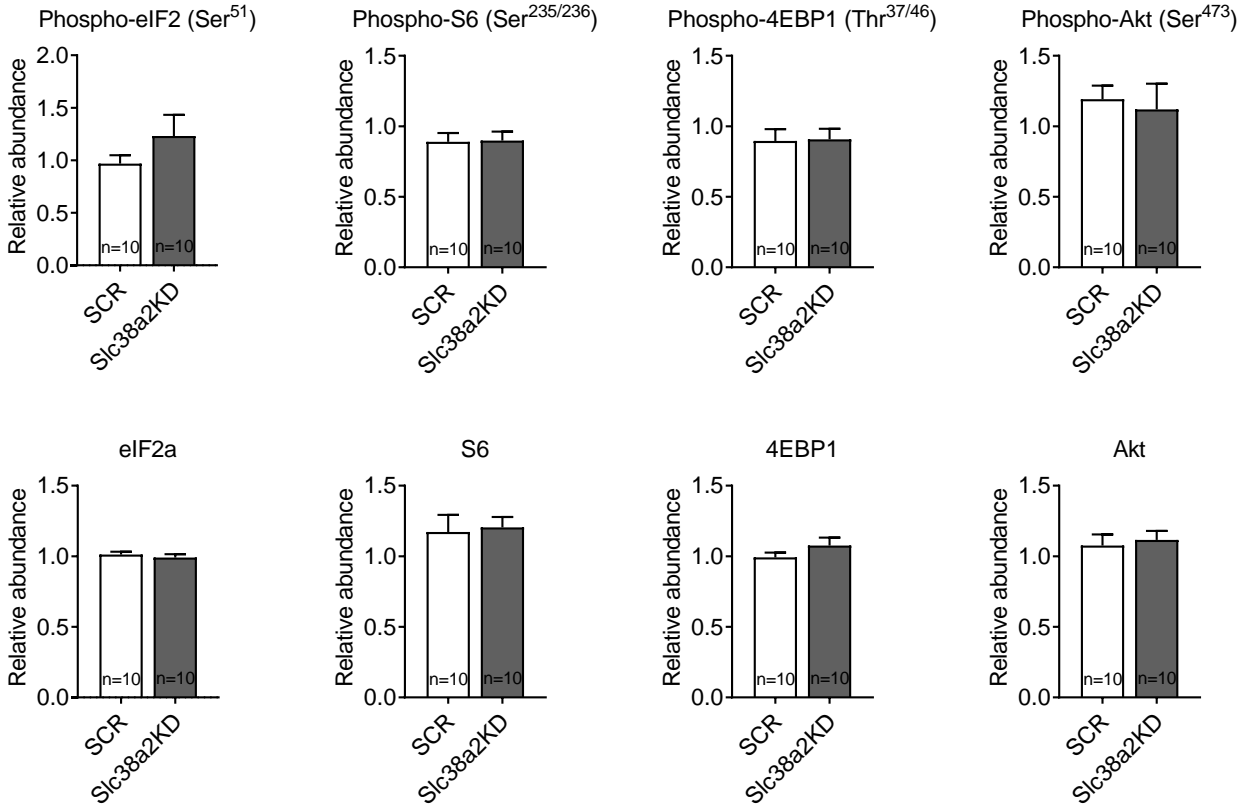 Phospho-eIF2 (Ser⁵¹)
Relative abundance
2.0
1.5
1.0
0.5
0.0
n=10
n=10
SCR
Slc38a2KD
Phospho-S6 (Ser²³⁵/²³⁶)
Relative abundance
1.5
1.0
0.5
0.0
n=10
n=10
SCR
Slc38a2KD
Phospho-4EBP1 (Thr³⁷/⁴⁶)
Relative abundance
1.5
1.0
0.5
0.0
n=10
n=10
SCR
Slc38a2KD
Phospho-Akt (Ser⁴⁷³)
Relative abundance
1.5
1.0
0.5
0.0
n=10
n=10
SCR
Slc38a2KD
eIF2a
Relative abundance
1.5
1.0
0.5
0.0
n=10
n=10
SCR
Slc38a2KD
S6
Relative abundance
1.5
1.0
0.5
0.0
n=10
n=10
SCR
Slc38a2KD
4EBP1
Relative abundance
1.5
1.0
0.5
0.0
n=10
n=10
SCR
Slc38a2KD
Akt
Relative abundance
1.5
1.0
0.5
0.0
n=10
n=10
SCR
Slc38a2KD